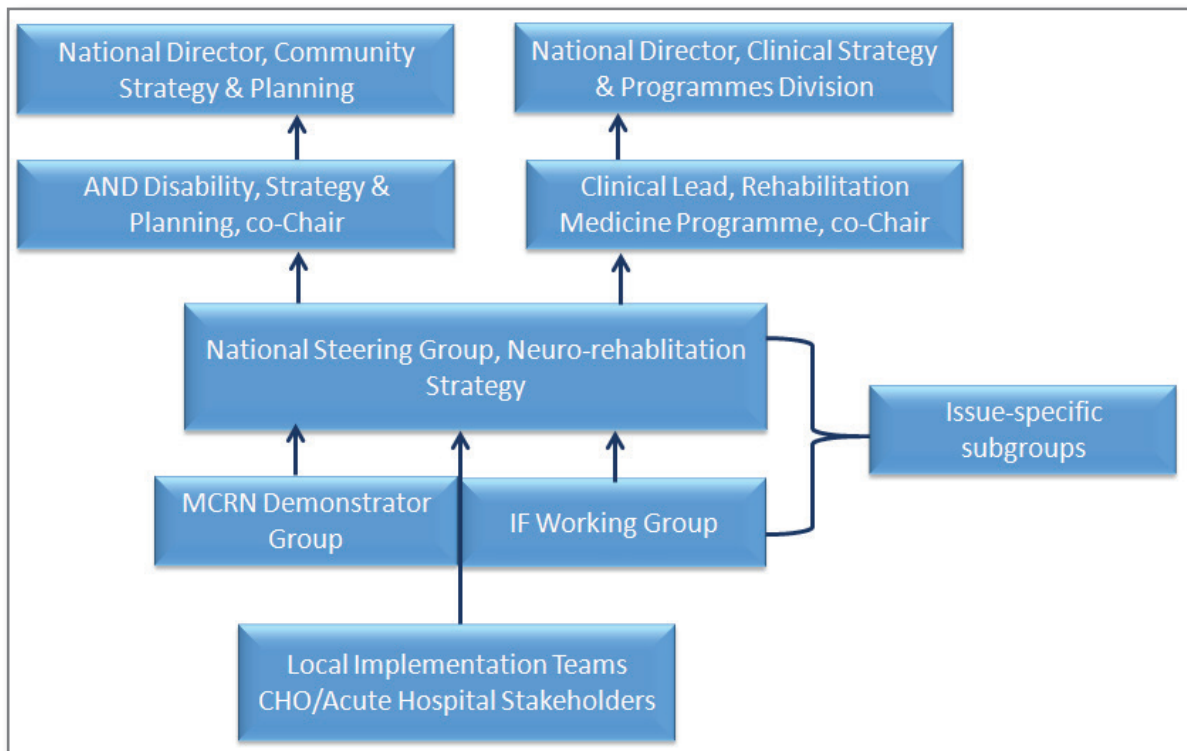 National Director, Community
Strategy & Planning
National Director, Clinical Strategy
& Programmes Division
AND Disability, Strategy &
Planning, co-Chair
Clinical Lead, Rehabilitation
Medicine Programme, co-Chair
National Steering Group, Neuro-rehablitation
Strategy
Issue-specific
subgroups
MCRN Demonstrator
Group
IF Working Group
Local Implementation Teams
CHO/Acute Hospital Stakeholders